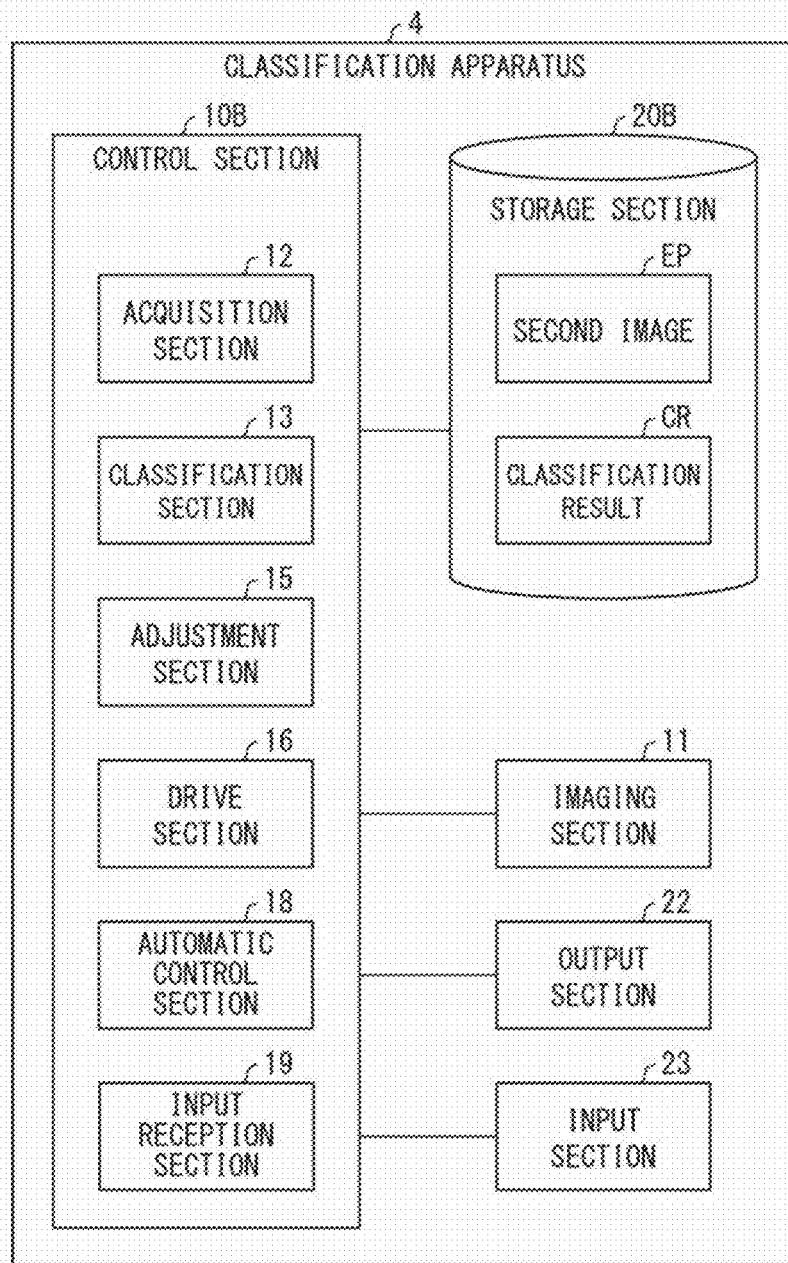 4
CLASSIFICATION APPARATUS
10B
CONTROL SECTION
12
ACQUISITION
SECTION
13
CLASSIFICATION
SECTION
15
ADJUSTMENT
SECTION
16
DRIVE
SECTION
18
AUTOMATIC
CONTROL
SECTION
19
INPUT
RECEPTION
SECTION
20B
STORAGE SECTION
EP
SECOND IMAGE
CR
CLASSIFICATION
RESULT
11
IMAGING
SECTION
22
OUTPUT
SECTION
23
INPUT
SECTION